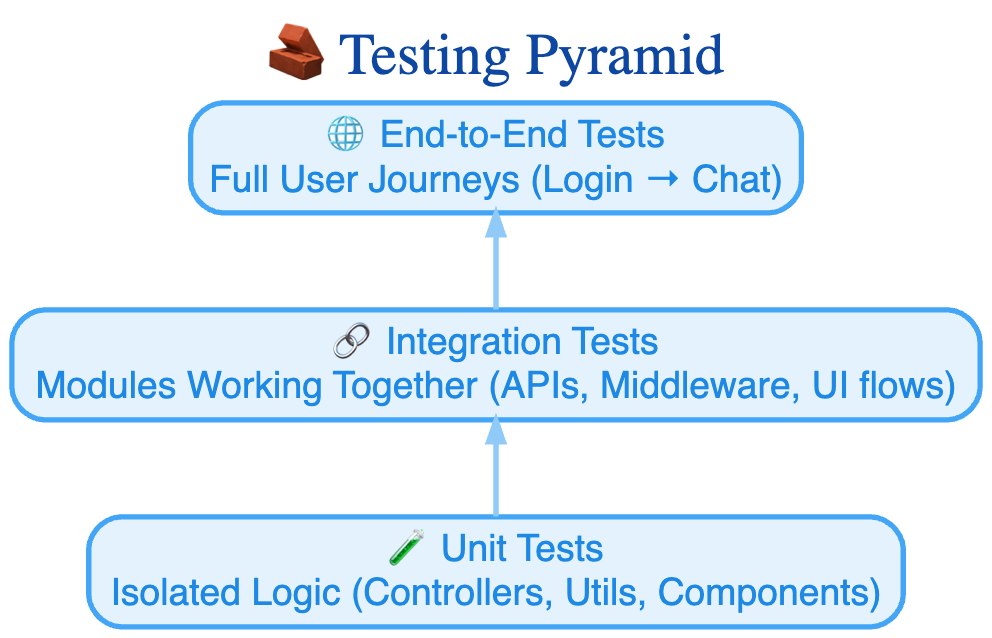 🧱 Testing Pyramid
🌐 End-to-End Tests
Full User Journeys (Login → Chat)
🔗 Integration Tests
Modules Working Together (APIs, Middleware, UI flows)
🧪 Unit Tests
Isolated Logic (Controllers, Utils, Components)